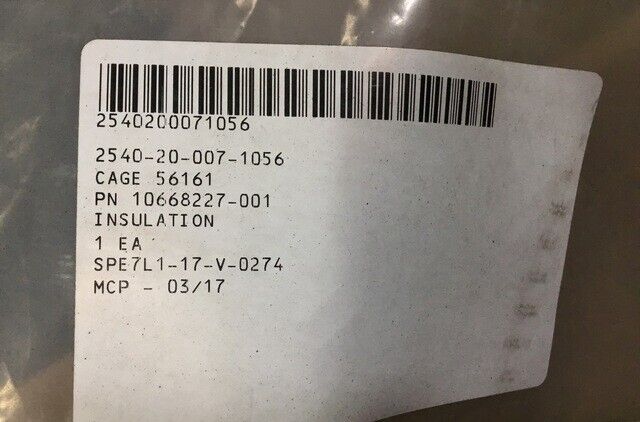 2540200071056
2540-20-007-1056
CAGE 56161
PN 10668227-001
INSULATION
1 EA
SPE7L1-17-V-0274
MCP - 03/17